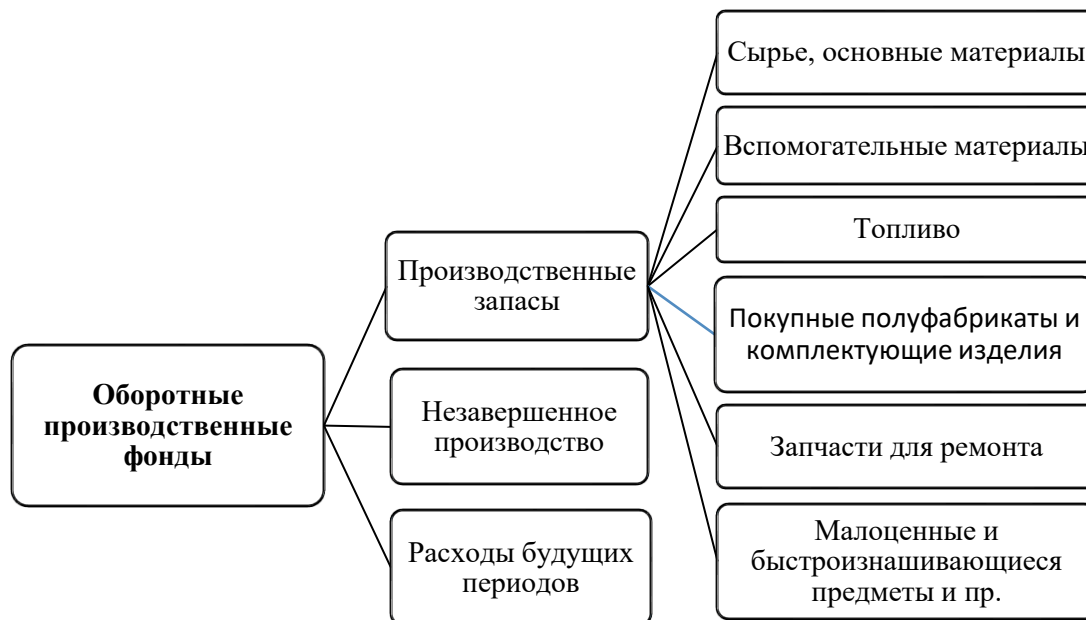 Оборотные
производственные
фонды
Производственные
запасы
Незавершенное
производство
Расходы будущих
периодов
Сырье, основные материалы
Вспомогательные материалы
Топливо
Покупные полуфабрикаты и
комплектующие изделия
Запчасти для ремонта
Малоценные и
быстроизнашивающиеся
предметы и пр.